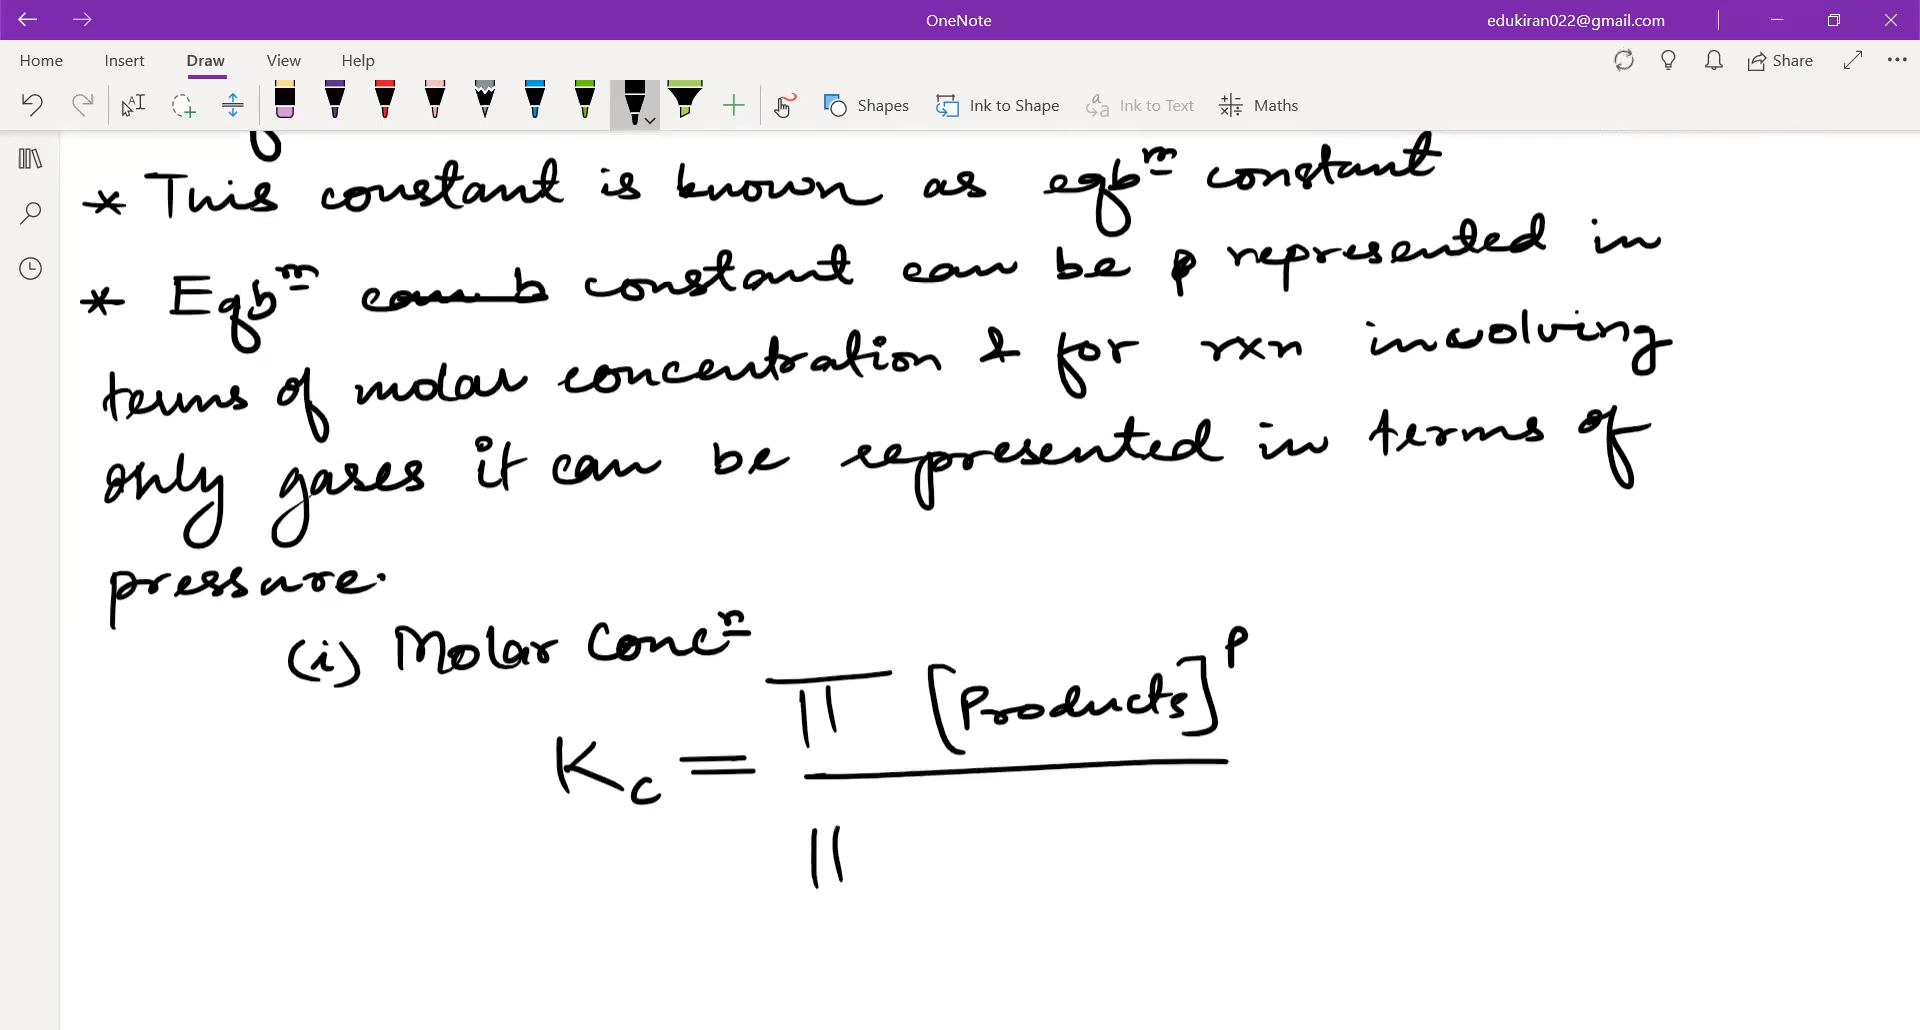 OneNote
edukiran022@gmail.com
Home Insert Draw View Help
Share
Shapes Ink to Shape Ink to Text Maths
* This constant is known as eqbᵐ constant
* Eqbᵐ constant can be represented in
terms of molar concentration & for rxn involving
only gases it can be represented in terms of
pressure.
(i) Molar Concⁿ
K_c = Π [Products]^P
Π